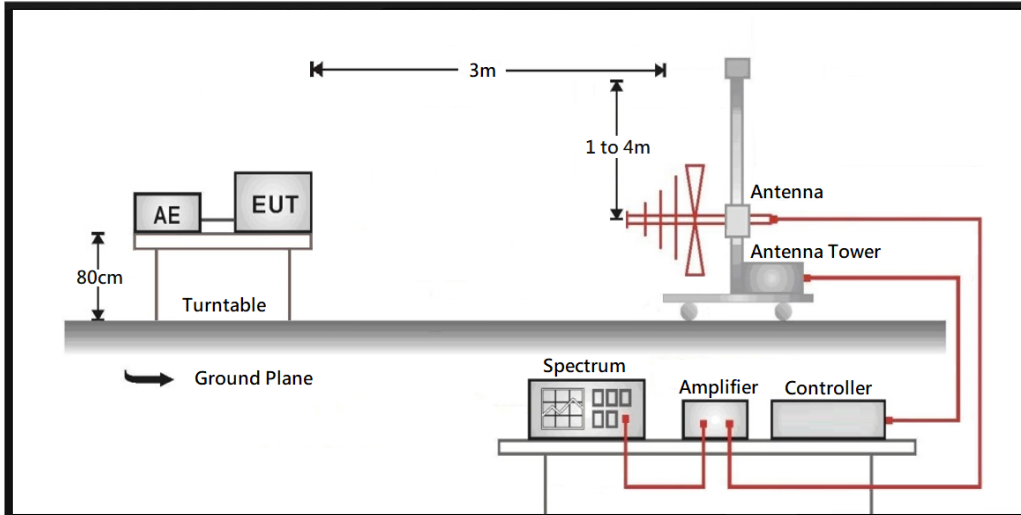 3m
1 to 4m
Antenna
AE
EUT
Antenna Tower
80cm
Turntable
Ground Plane
Spectrum
Amplifier
Controller